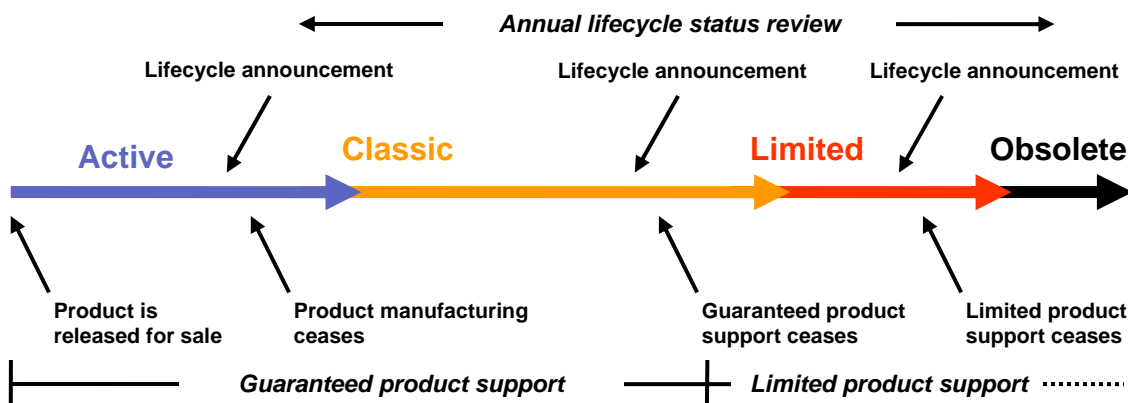 Annual lifecycle status review
Lifecycle announcement
Lifecycle announcement
Lifecycle announcement
Active
Classic
Limited
Obsolete
Product is
released for sale
Product manufacturing
ceases
Guaranteed product
support ceases
Limited product
support ceases
Guaranteed product support
Limited product support